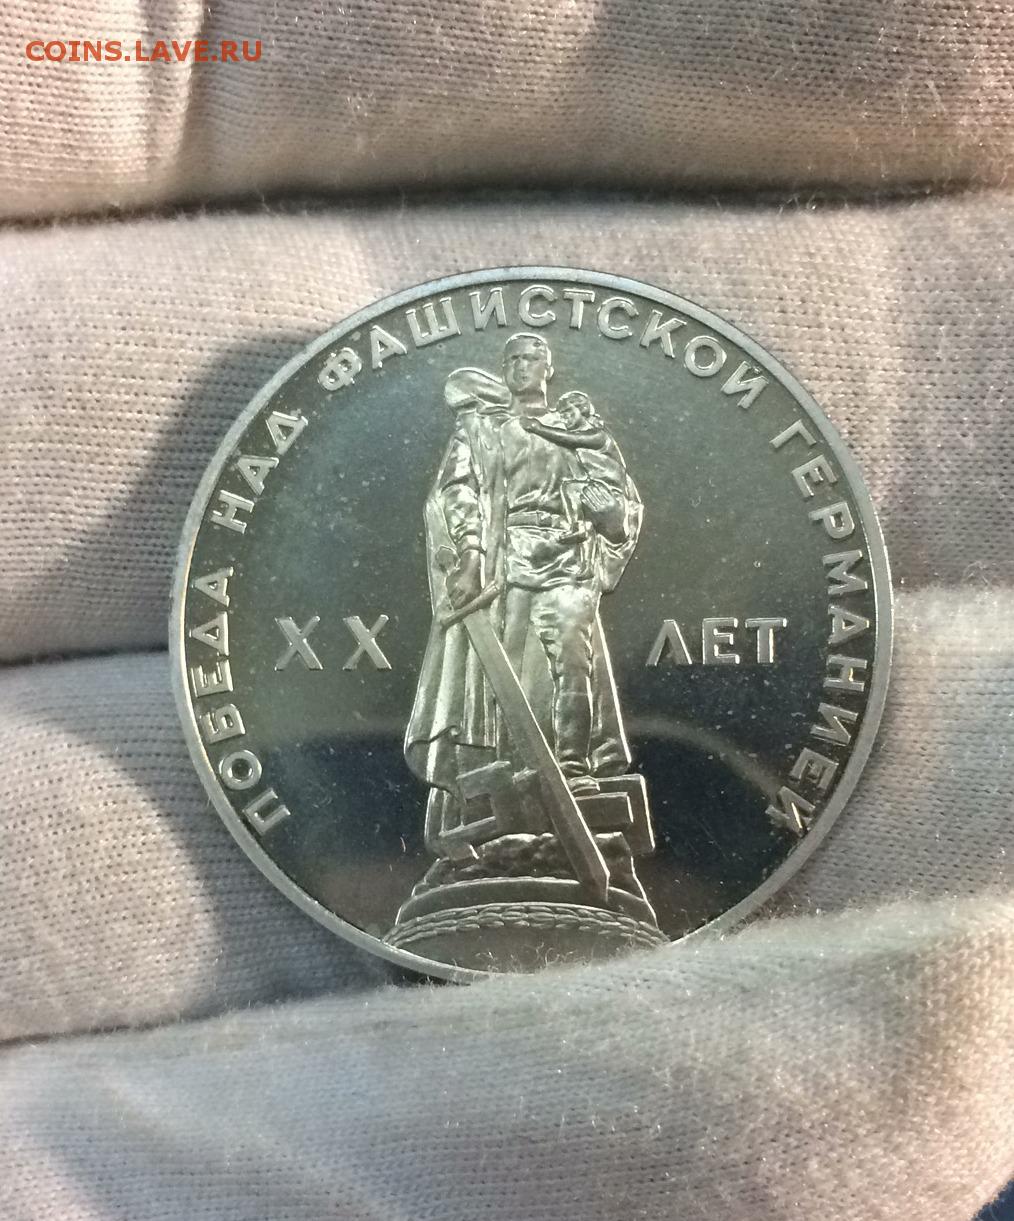 COINS.LAVE.RU
ПОБЕДА НАД ФАШИСТСКОЙ ГЕРМАНИЕЙ
XX ЛЕТ